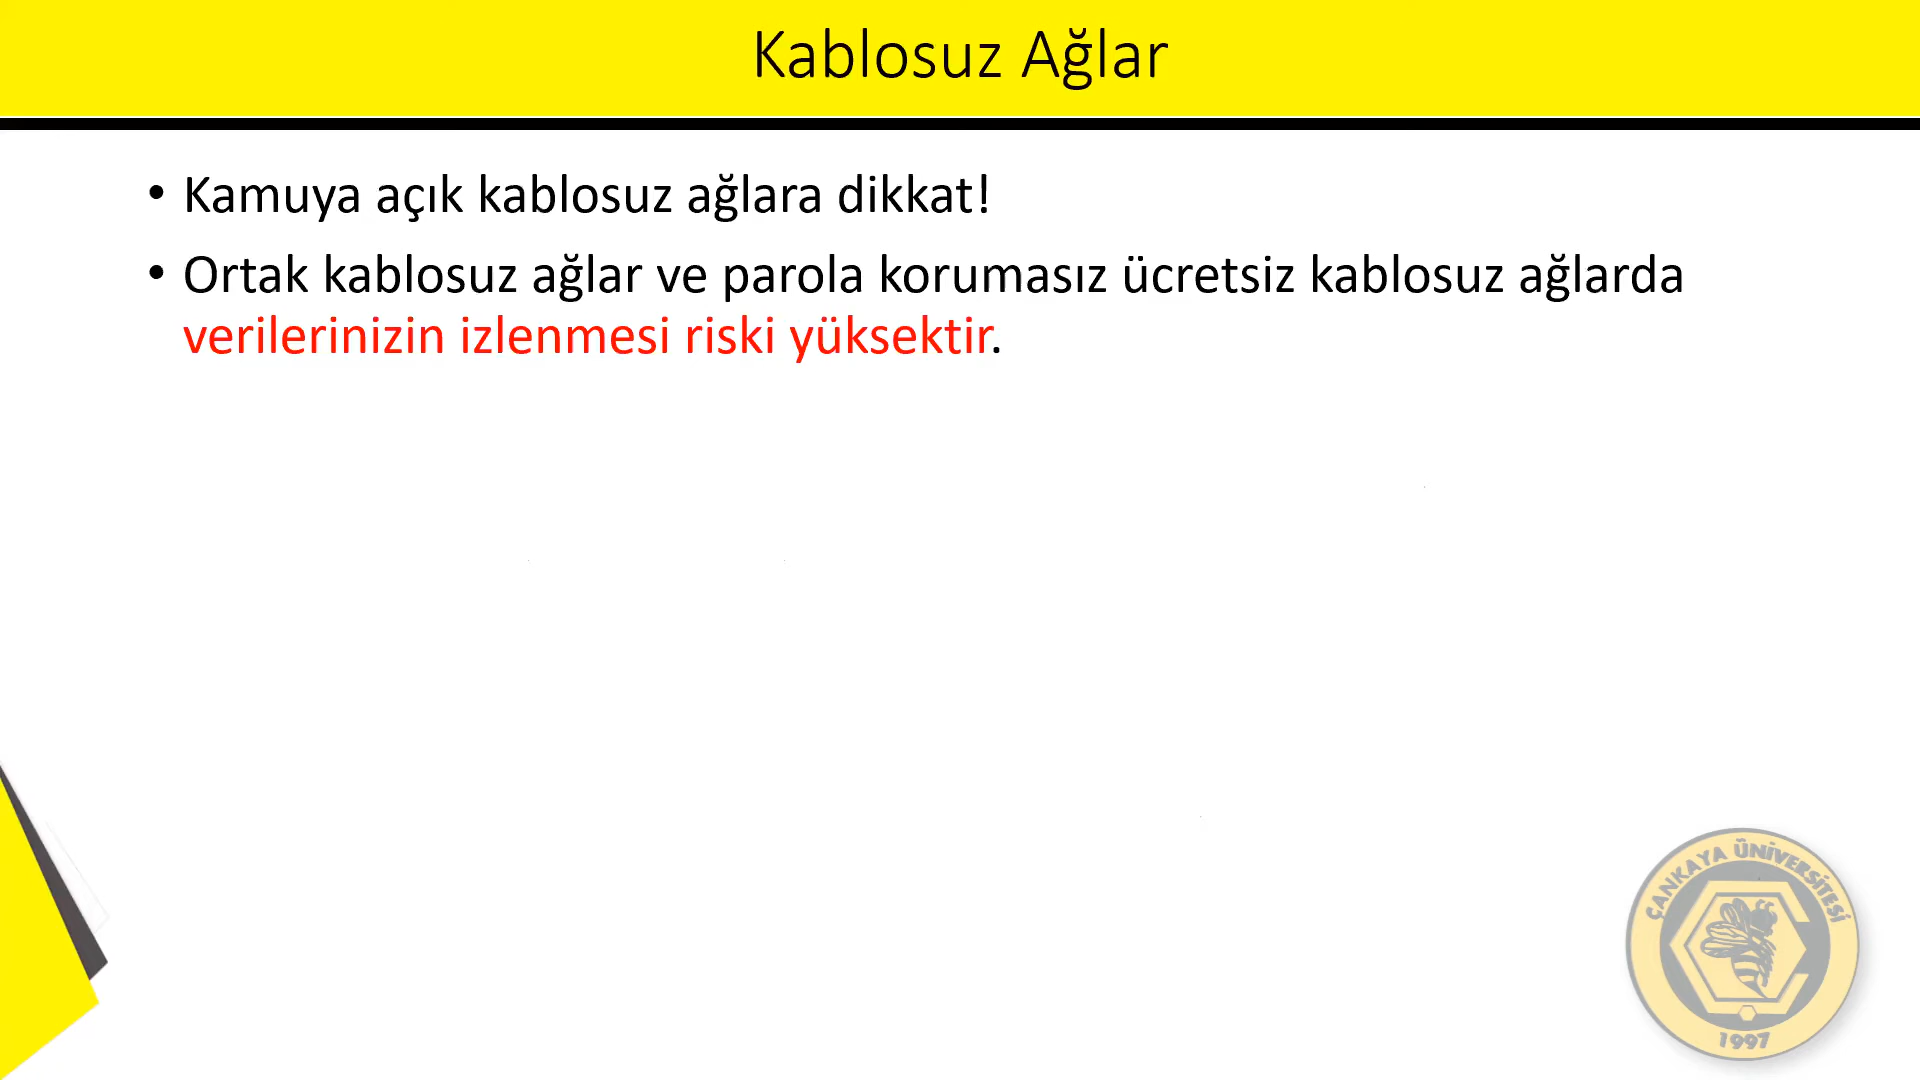 Kablosuz Ağlar
• Kamuya açık kablosuz ağlara dikkat!
• Ortak kablosuz ağlar ve parola korumasız ücretsiz kablosuz ağlarda
verilerinizin izlenmesi riski yüksektir.
ÇANKAYA ÜNİVERSİTESİ
1997